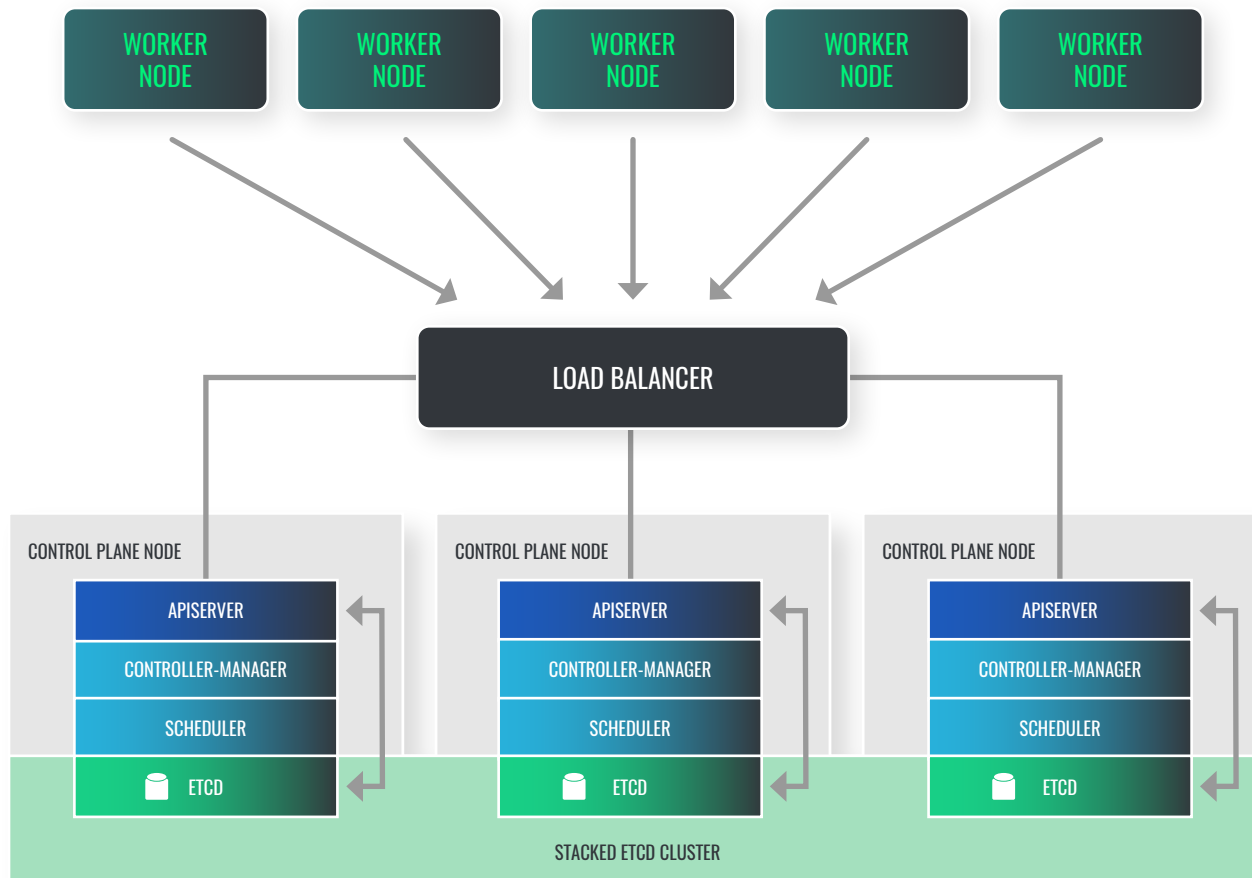 WORKER
NODE
WORKER
NODE
WORKER
NODE
WORKER
NODE
WORKER
NODE
LOAD BALANCER
CONTROL PLANE NODE
APISERVER
CONTROLLER-MANAGER
SCHEDULER
ETCD
CONTROL PLANE NODE
APISERVER
CONTROLLER-MANAGER
SCHEDULER
ETCD
CONTROL PLANE NODE
APISERVER
CONTROLLER-MANAGER
SCHEDULER
ETCD
STACKED ETCD CLUSTER